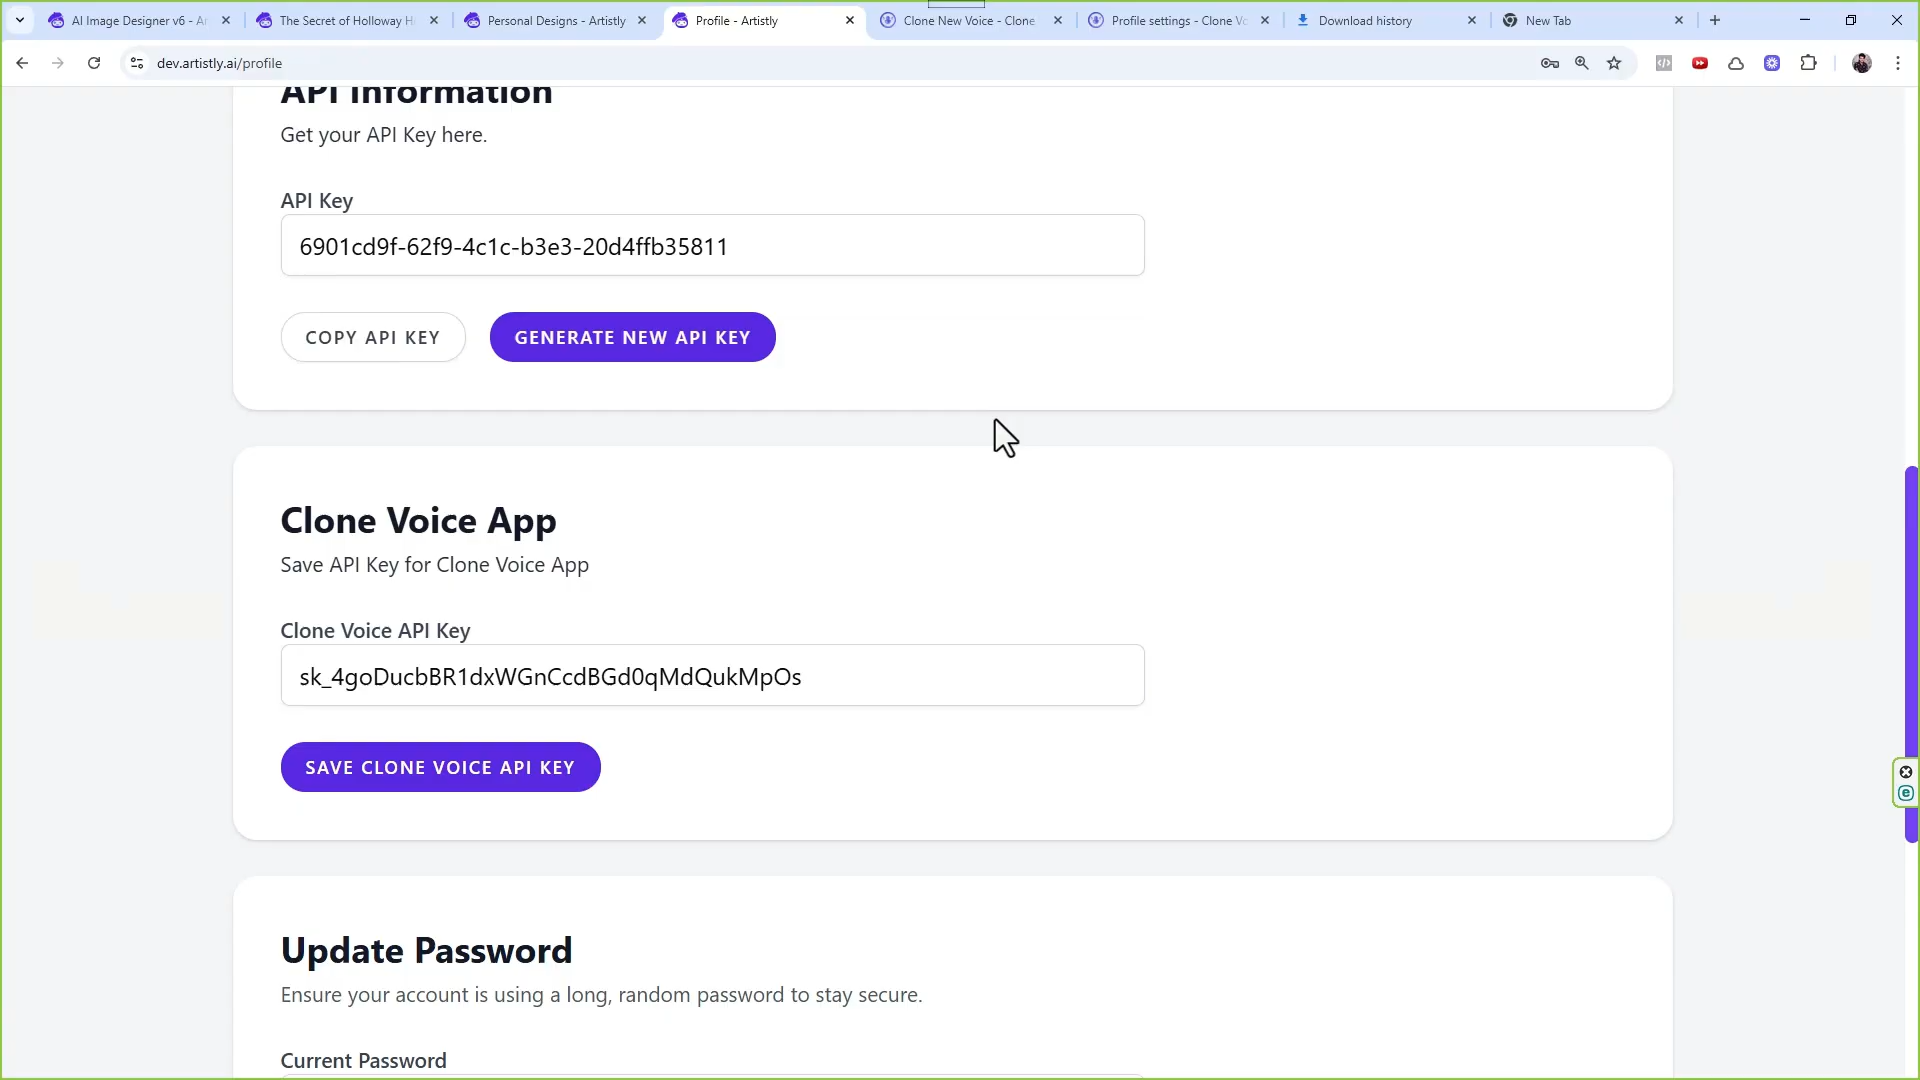 AI Image Designer v6 - Ar
The Secret of Holloway H
Personal Designs - Artistly
Profile - Artistly
Clone New Voice - Clone
Profile settings - Clone Vo
Download history
New Tab
dev.artistly.ai/profile
API Information
Get your API Key here.
API Key
6901cd9f-62f9-4c1c-b3e3-20d4ffb35811
COPY API KEY
GENERATE NEW API KEY
Clone Voice App
Save API Key for Clone Voice App
Clone Voice API Key
sk_4goDucbBR1dxWGnCcdBGd0qMdQukMpOs
SAVE CLONE VOICE API KEY
Update Password
Ensure your account is using a long, random password to stay secure.
Current Password